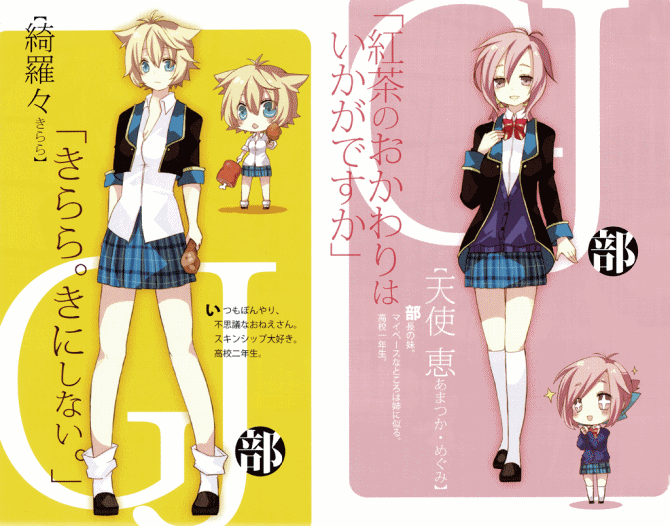 【綺羅々
きらら】
「きらら。きにしない。」
いつもぼんやり、
不思議なおねえさん。
スキンシップ大好き。
高校二年生。
GJ
部
「紅茶のおかわりは
いかがですか」
【天使 恵
あまつか・めぐみ】
部長の妹、
マイペースなところは姉に似る。
高校一年生。
GJ
部